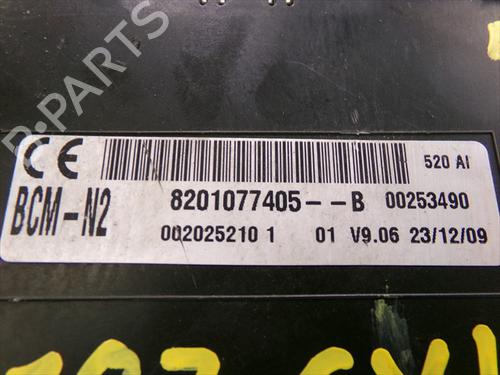 B-PARTS
CE 520 AI
BCM-N2 8201077405--B 00253490
002025210 1 01 V9.06 23/12/09